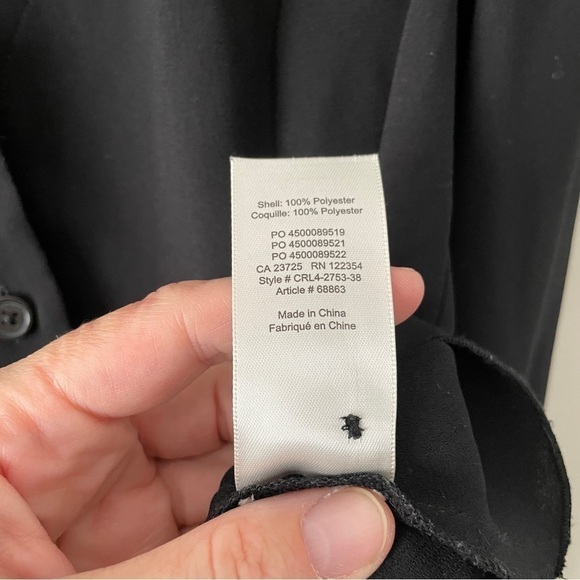 Shell: 100% Polyester
Coquille: 100% Polyester
PO 4500089519
PO 4500089521
PO 4500089522
CA 23725 RN 122354
Style # CRL4-2753-38
Article # 68863
Made in China
Fabriqué en Chine